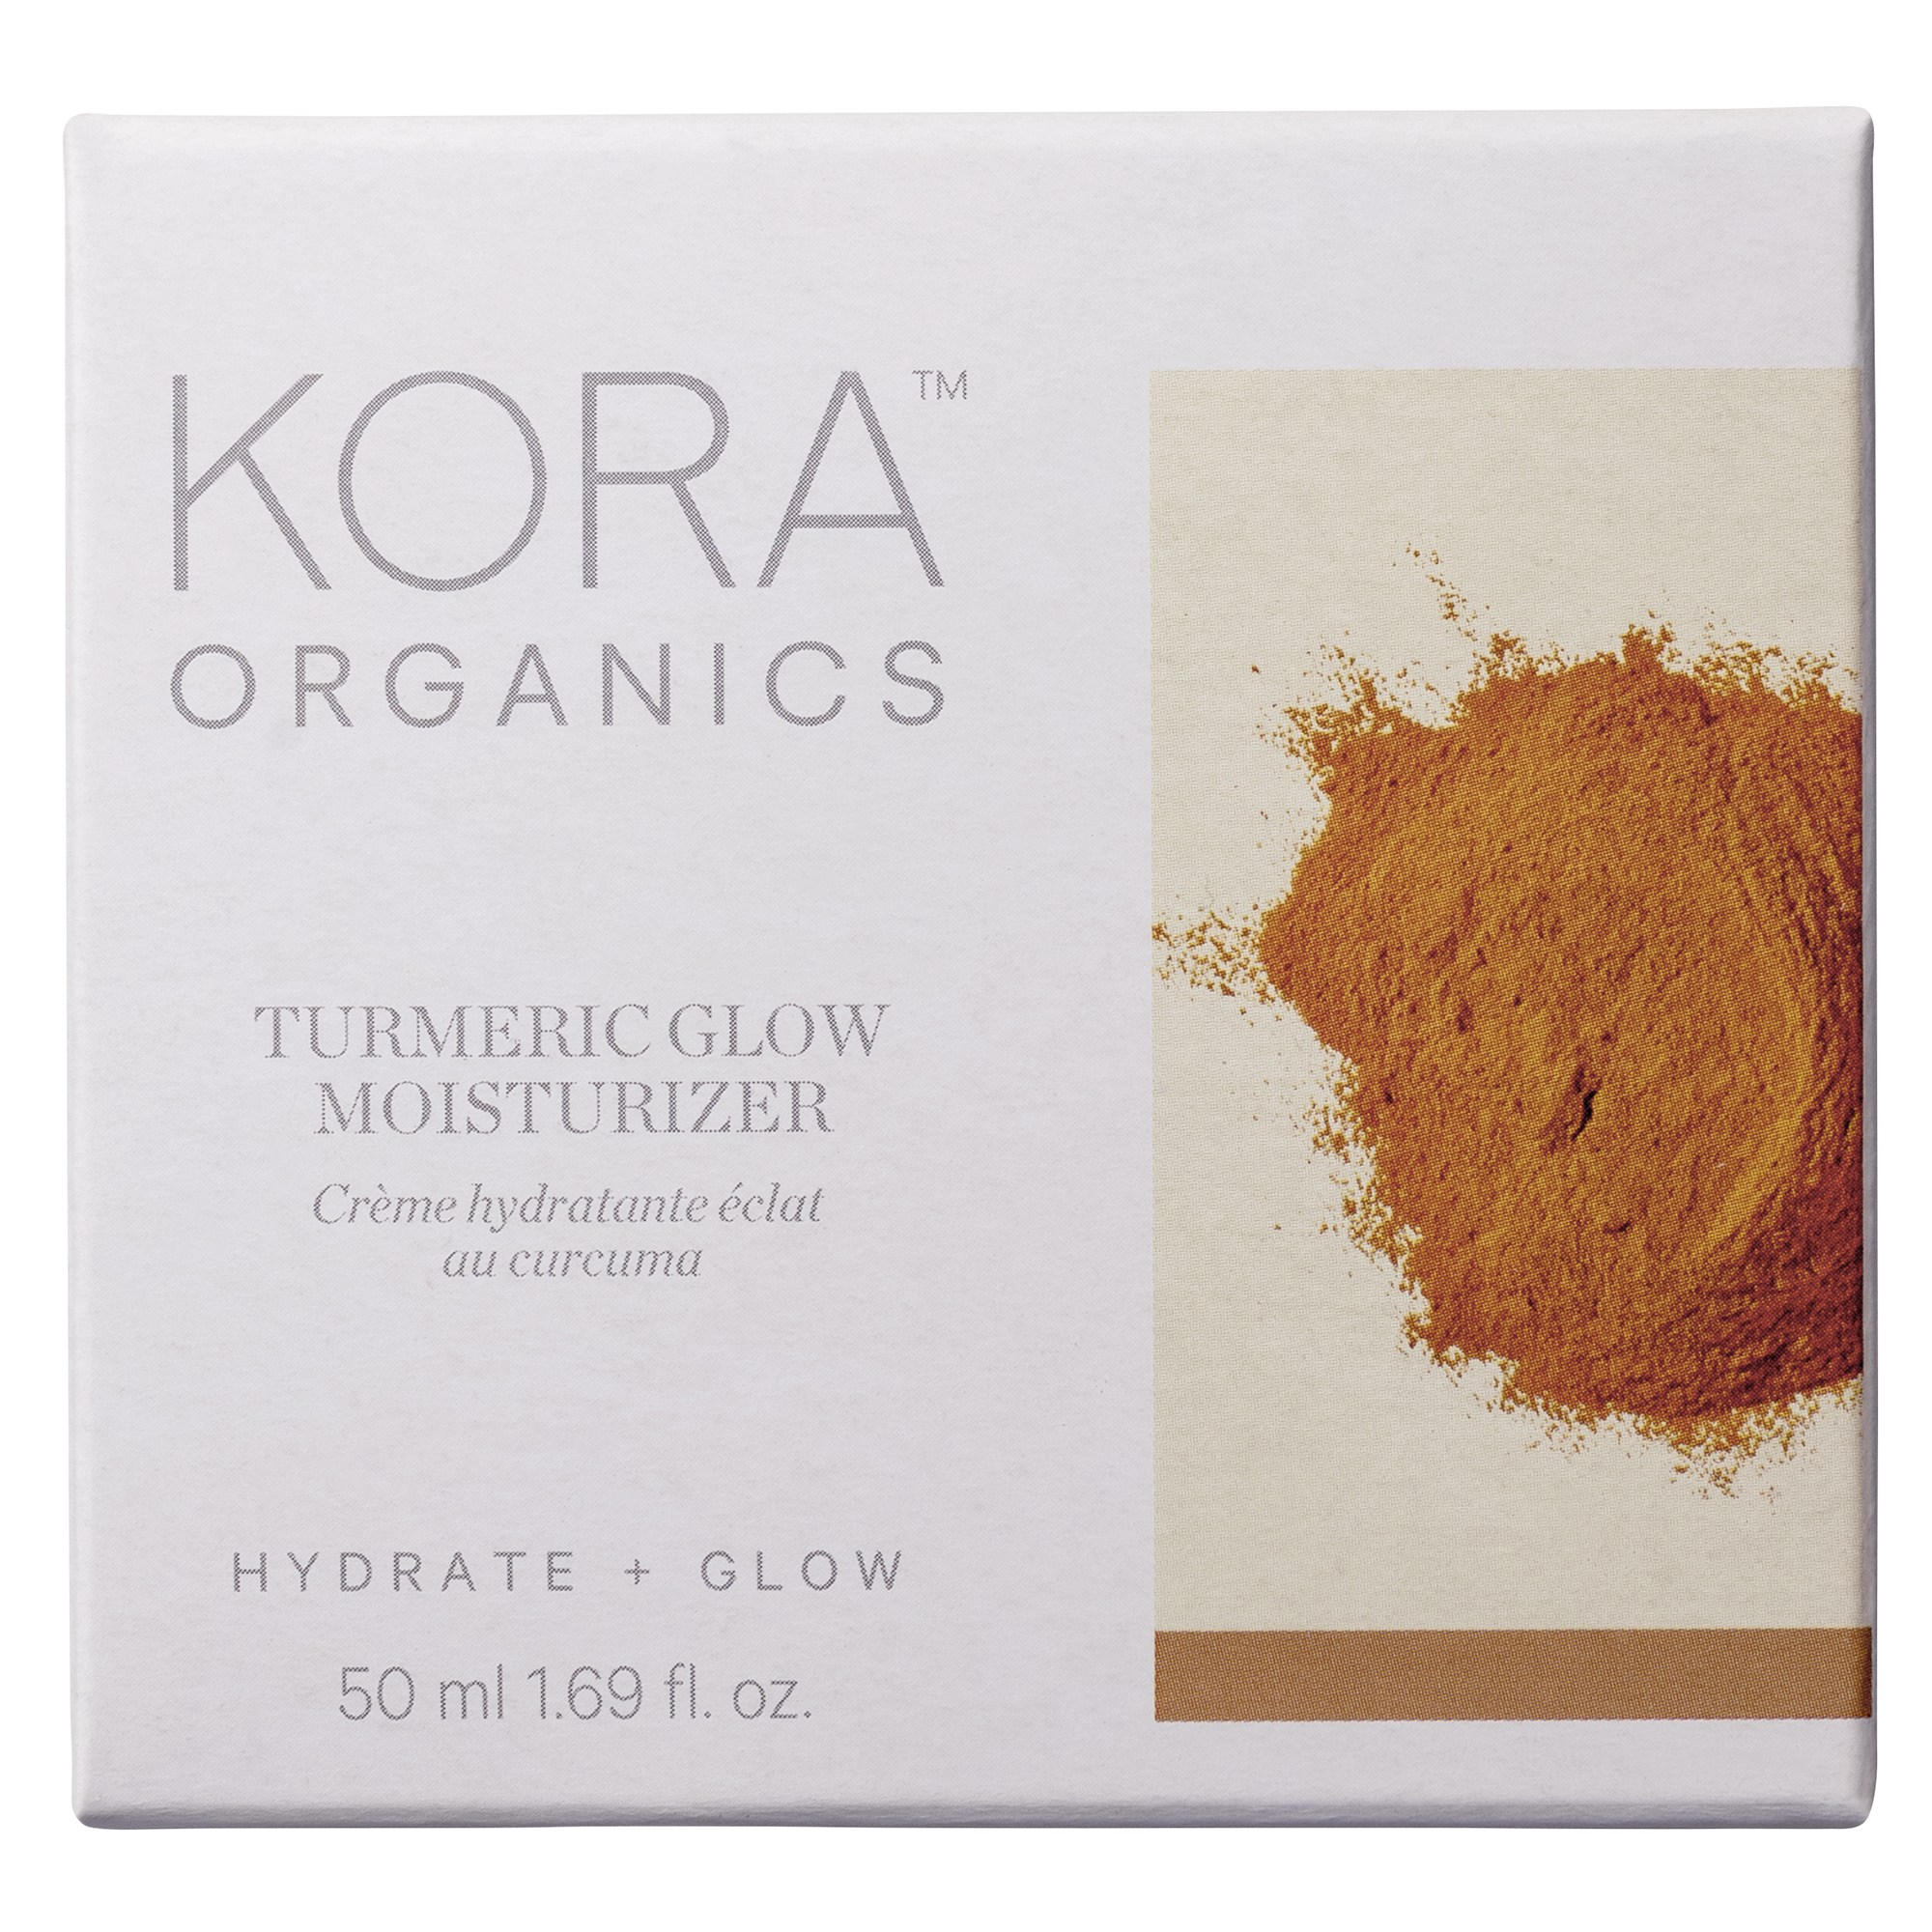 KORA™
ORGANICS
TURMERIC GLOW
MOISTURIZER
Crème hydratante éclat
au curcuma
HYDRATE + GLOW
50 ml 1.69 fl. oz.